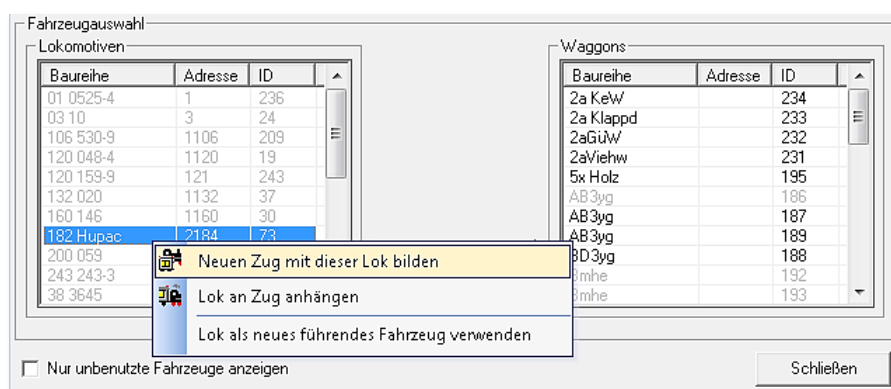 Fahrzeugauswahl
Lokomotiven
Baureihe Adresse ID
01 0525-4 1 236
03 10 3 24
106 530-9 1106 209
120 048-4 1120 19
120 159-9 121 243
132 020 1132 37
160 146 1160 30
182 Hupac 2184 73
200 059
243 243-3
38 3645
Waggons
Baureihe Adresse ID
2a KeW 234
2a Klappd 233
2aGüW 232
2aViehw 231
5x Holz 195
AB3yg 186
AB3yg 187
AB3yg 189
BD3yg 188
Bmhe 192
Bmhe 193
Neuen Zug mit dieser Lok bilden
Lok an Zug anhängen
Lok als neues führendes Fahrzeug verwenden
Nur unbenutzte Fahrzeuge anzeigen
Schließen